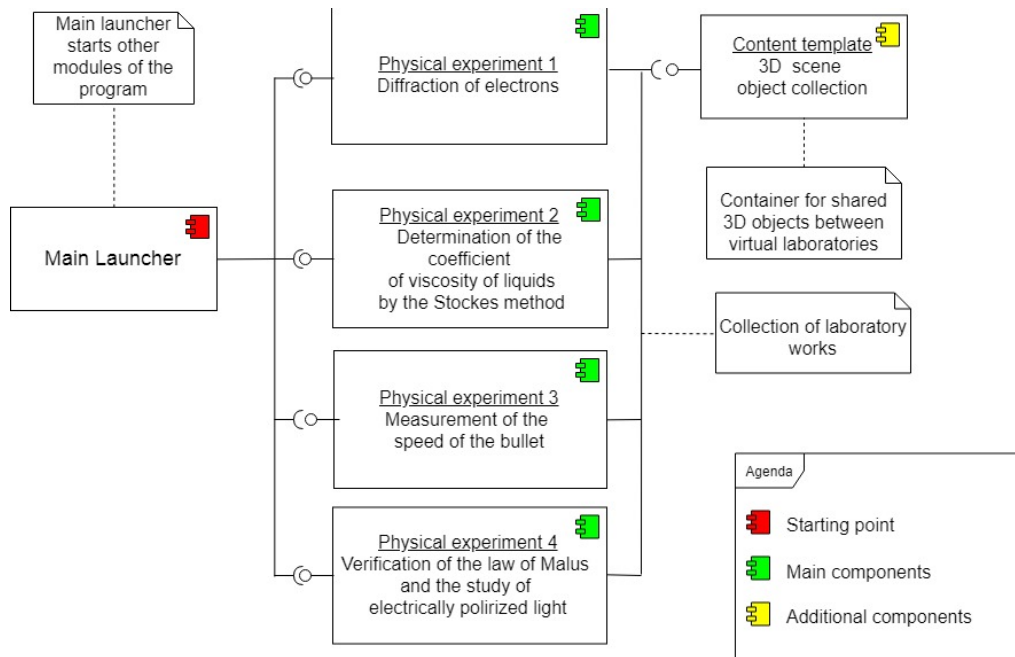 Main launcher
starts other
modules of the
program
Main Launcher
Physical experiment 1
Diffraction of electrons
Physical experiment 2
Determination of the
coefficient
of viscosity of liquids
by the Stockes method
Physical experiment 3
Measurement of the
speed of the bullet
Physical experiment 4
Verification of the law of Malus
and the study of
electrically polirized light
Content template
3D scene
object collection
Container for shared
3D objects between
virtual laboratories
Collection of laboratory
works
Agenda
Starting point
Main components
Additional components